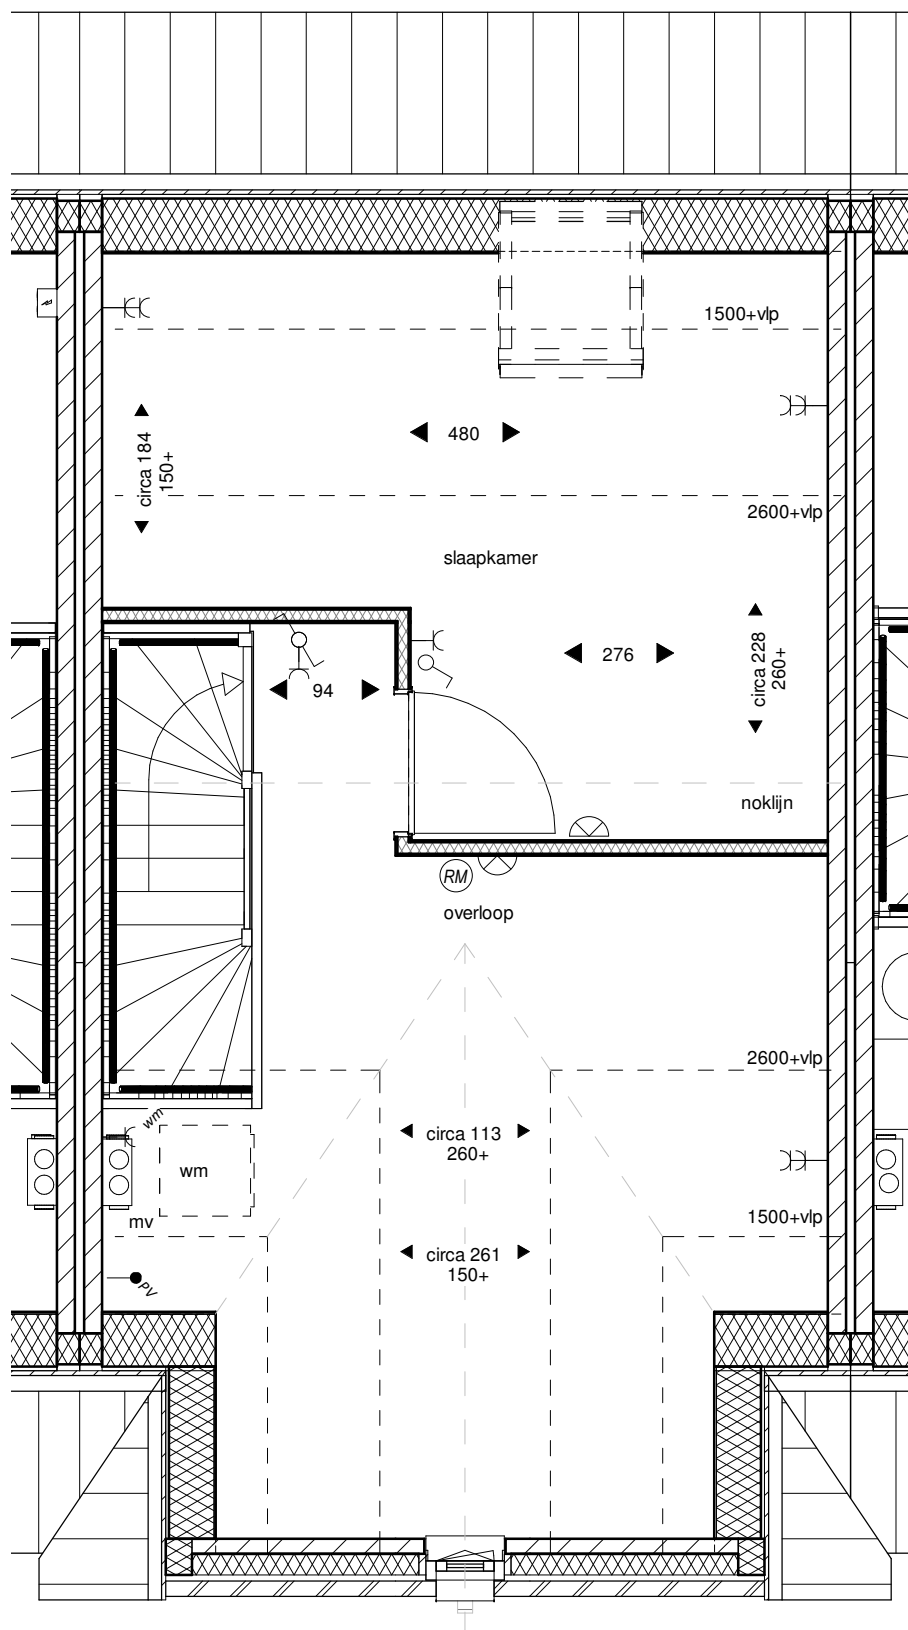 1500+vlp
480
circa 184
150+
2600+vlp
slaapkamer
276
circa 228
260+
94
noklijn
RM
overloop
2600+vlp
wm
circa 113
260+
wm
mv
1500+vlp
circa 261
150+
PV